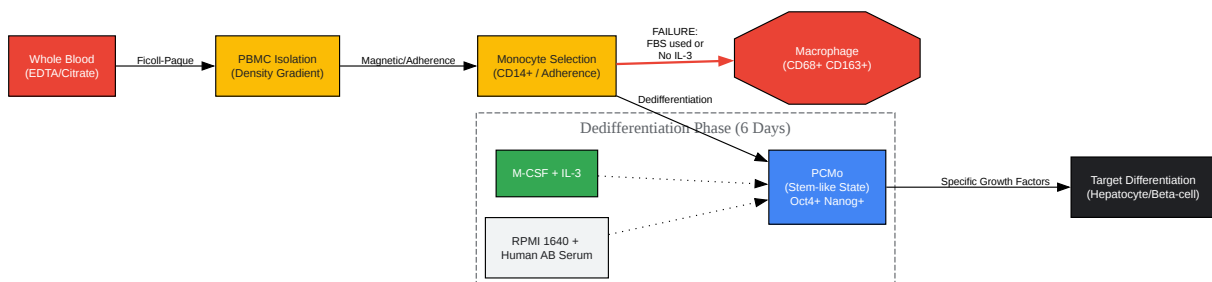 Whole Blood
(EDTA/Citrate)
Ficoll-Paque
PBMC Isolation
(Density Gradient)
Magnetic/Adherence
Monocyte Selection
(CD14+ / Adherence)
FAILURE:
FBS used or
No IL-3
Macrophage
(CD68+ CD163+)
Dedifferentiation
Dedifferentiation Phase (6 Days)
M-CSF + IL-3
RPMI 1640 +
Human AB Serum
PCMo
(Stem-like State)
Oct4+ Nanog+
Specific Growth Factors
Target Differentiation
(Hepatocyte/Beta-cell)